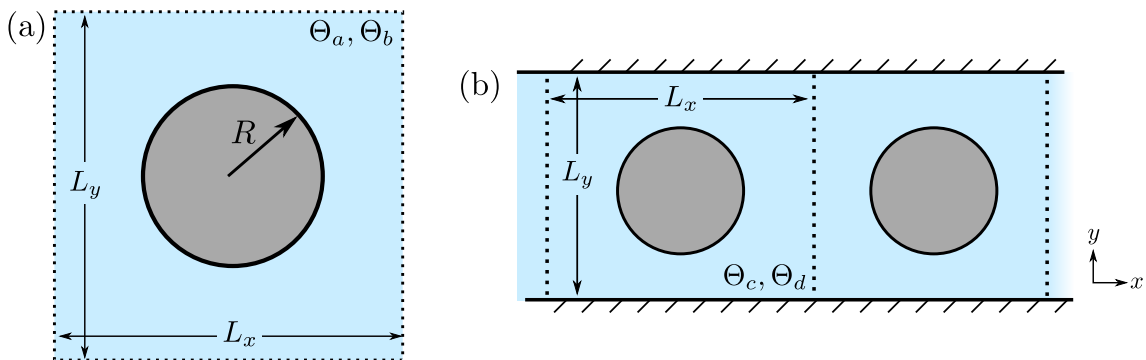 (a)
Θ_a, Θ_b
R
L_y
L_x
(b)
L_x
L_y
Θ_c, Θ_d
y
x